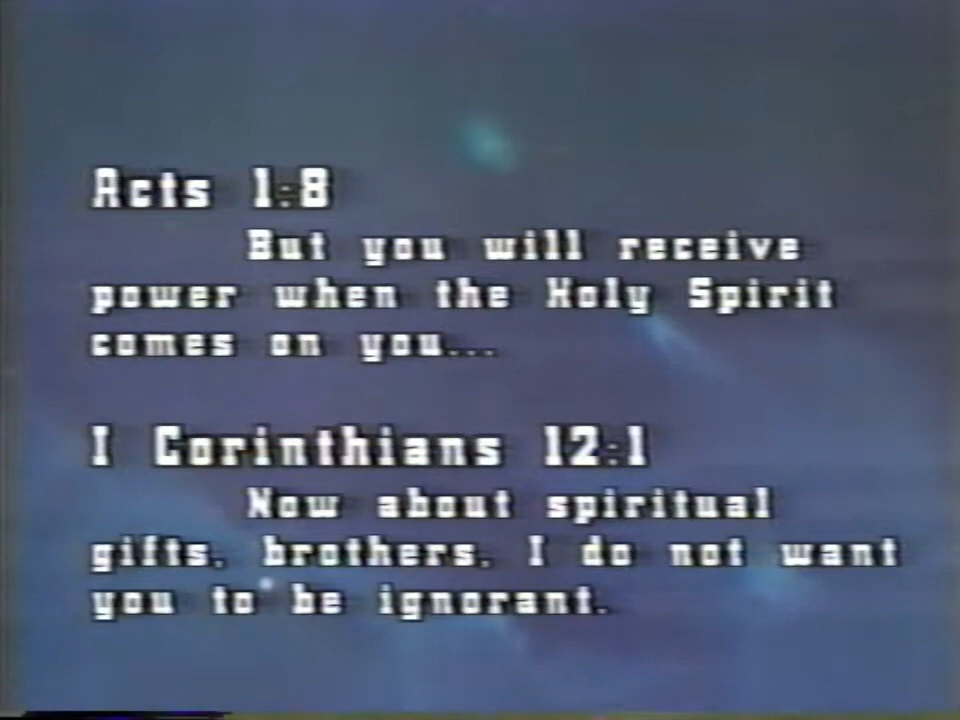 Acts 1:8
But you will receive
power when the Holy Spirit
comes on you...
I Corinthians 12:1
Now about spiritual
gifts, brothers, I do not want
you to be ignorant.